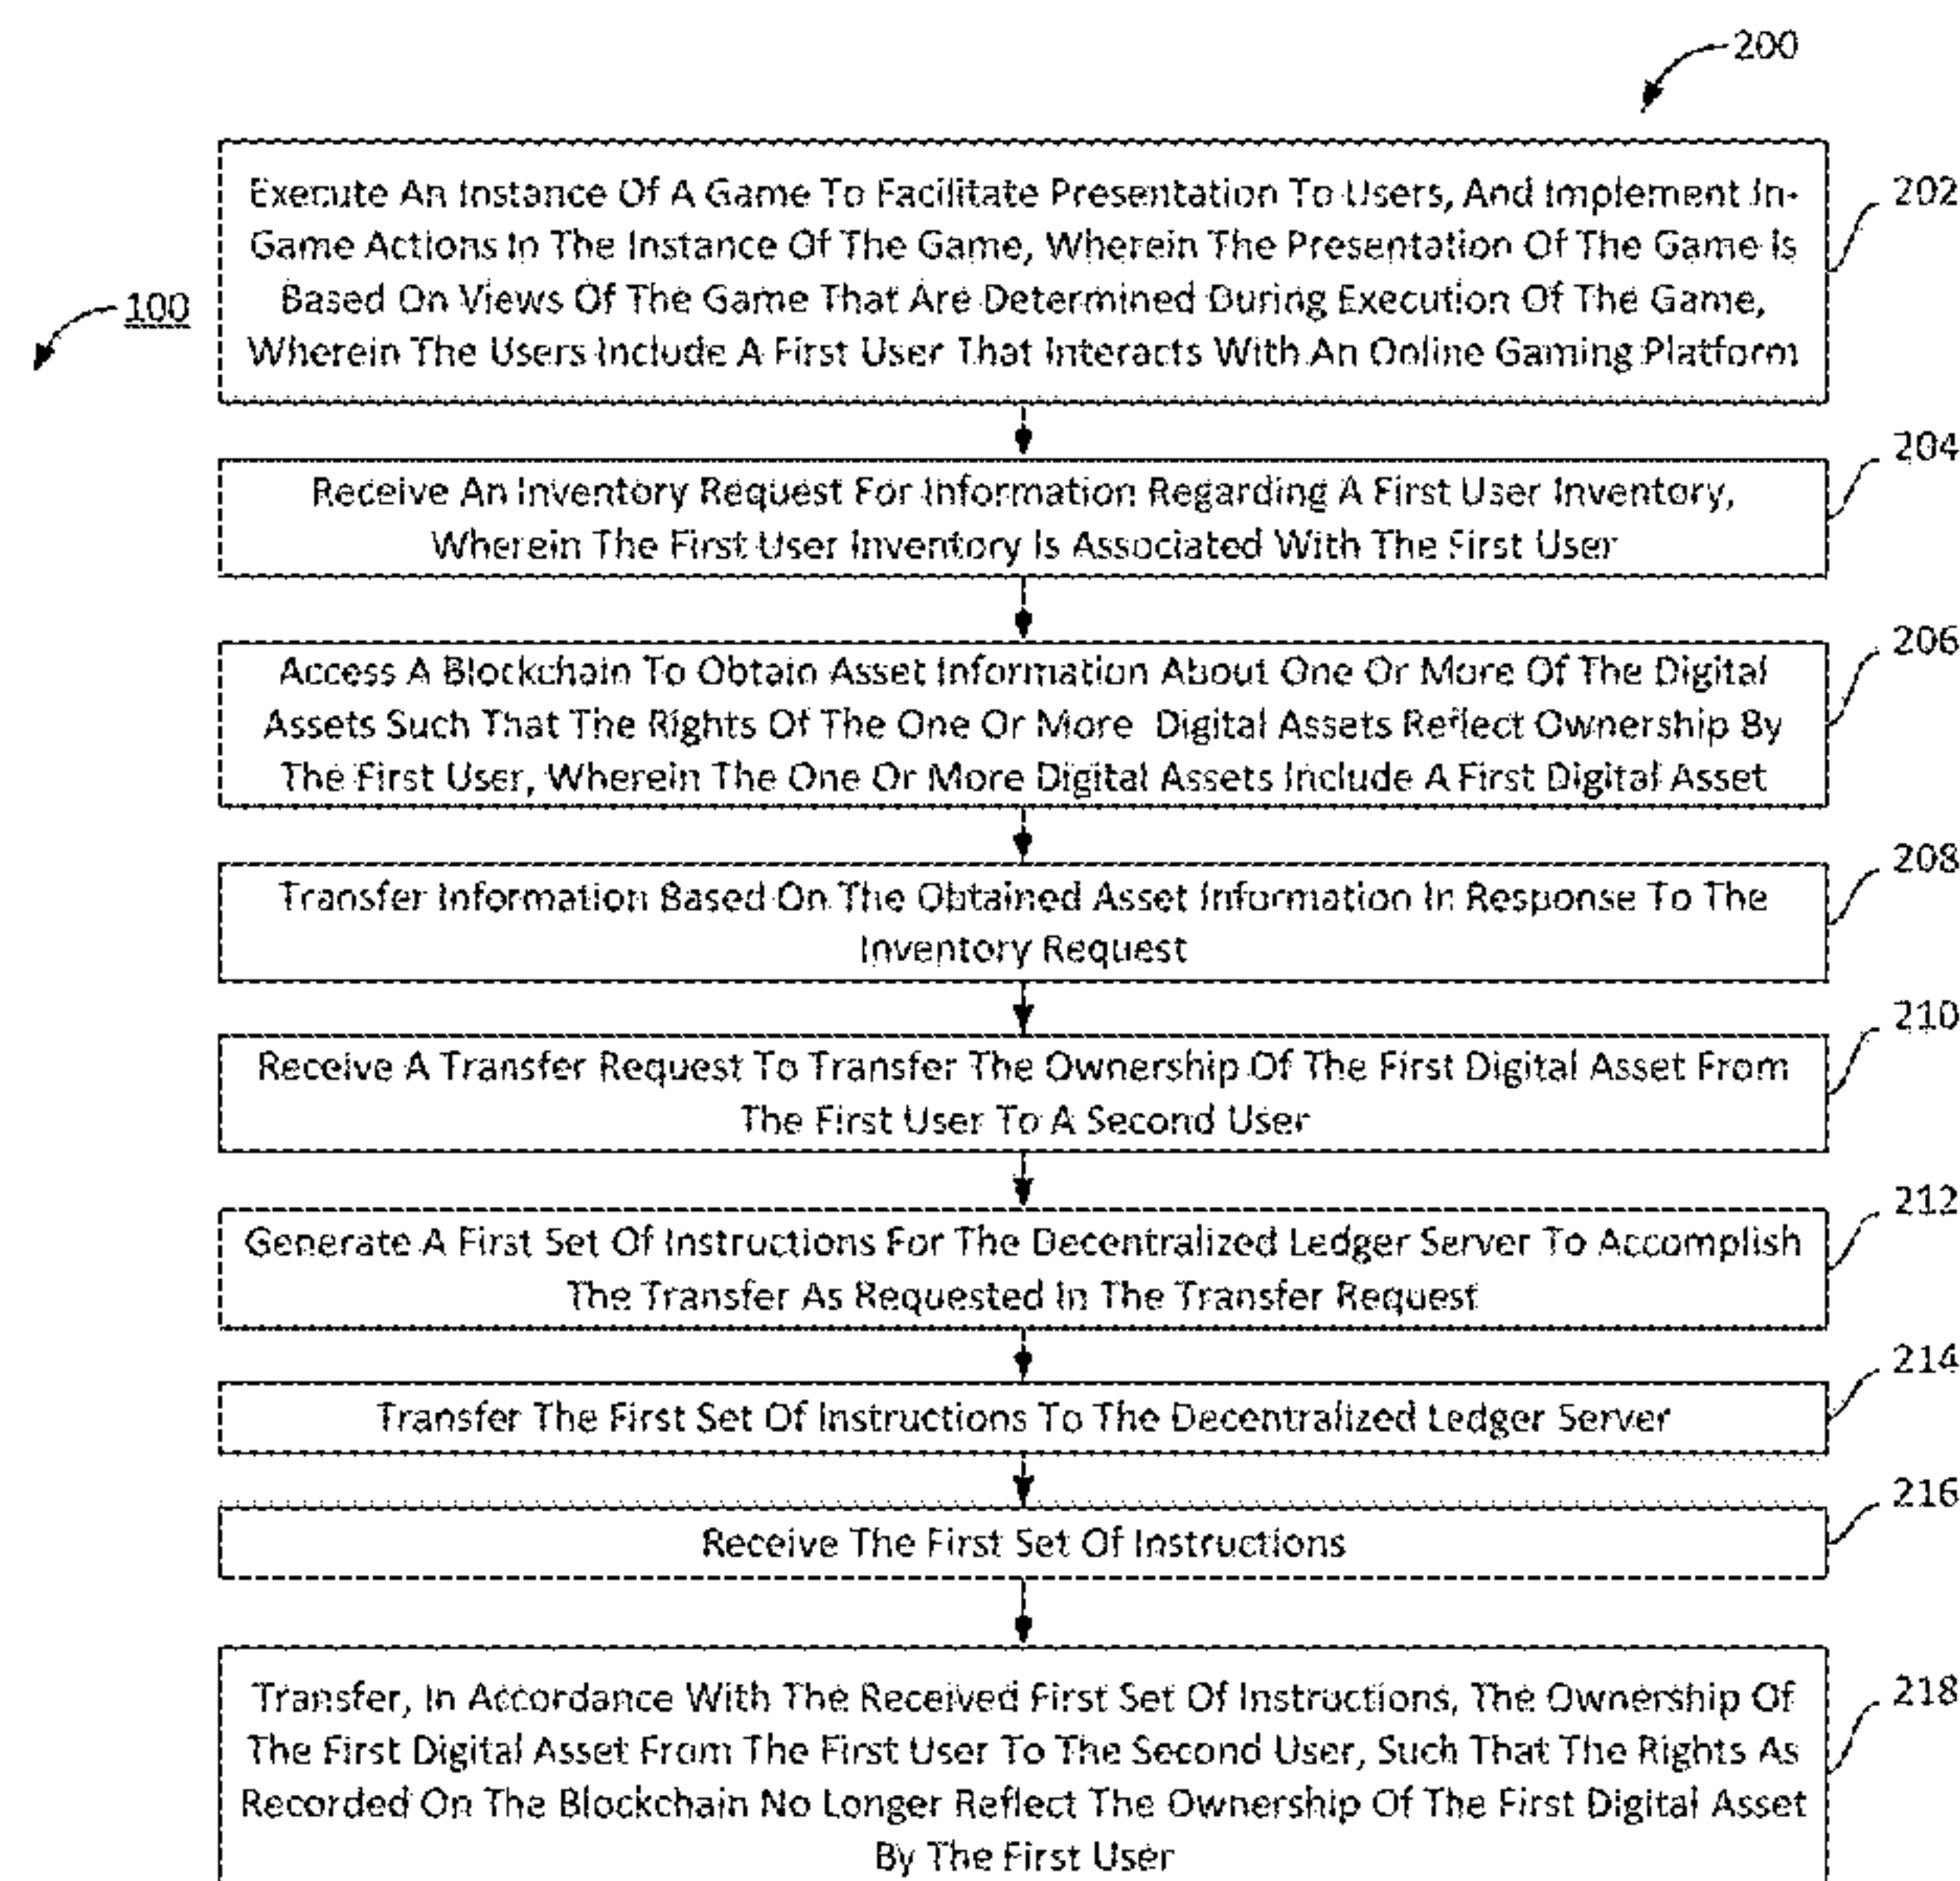 200
100
Execute An Instance Of A Game To Facilitate Presentation To Users, And Implement In-
Game Actions In The Instance Of The Game, Wherein The Presentation Of The Game Is
Based On Views Of The Game That Are Determined During Execution Of The Game,
Wherein The Users Include A First User That Interacts With An Online Gaming Platform
202
Receive An Inventory Request For Information Regarding A First User Inventory,
Wherein The First User Inventory Is Associated With The First User
204
Access A Blockchain To Obtain Asset Information About One Or More Of The Digital
Assets Such That The Rights Of The One Or More Digital Assets Reflect Ownership By
The First User, Wherein The One Or More Digital Assets Include A First Digital Asset
206
Transfer Information Based On The Obtained Asset Information In Response To The
Inventory Request
208
Receive A Transfer Request To Transfer The Ownership Of The First Digital Asset From
The First User To A Second User
210
Generate A First Set Of Instructions For The Decentralized Ledger Server To Accomplish
The Transfer As Requested In The Transfer Request
212
Transfer The First Set Of Instructions To The Decentralized Ledger Server
214
Receive The First Set Of Instructions
216
Transfer, In Accordance With The Received First Set Of Instructions, The Ownership Of
The First Digital Asset From The First User To The Second User, Such That The Rights As
Recorded On The Blockchain No Longer Reflect The Ownership Of The First Digital Asset
By The First User
218